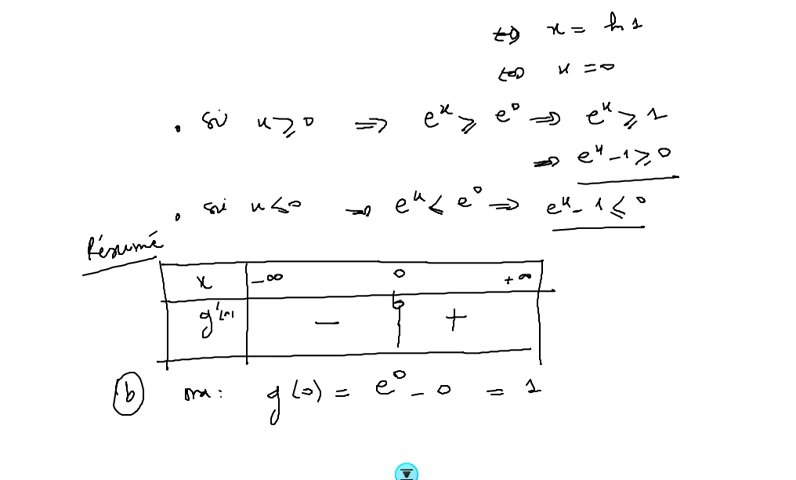 ⇔ x = ln 1
⇔ x = 0
. si x ≥ 0 ⇒ e^x ≥ e^0 ⇒ e^x ≥ 1
⇒ e^x - 1 ≥ 0
. si x ≤ 0 ⇒ e^x ≤ e^0 ⇒ e^x - 1 ≤ 0
Résumé
x -∞ 0 +∞
g'(x) - 0 +
(b) on a : g(0) = e^0 - 0 = 1